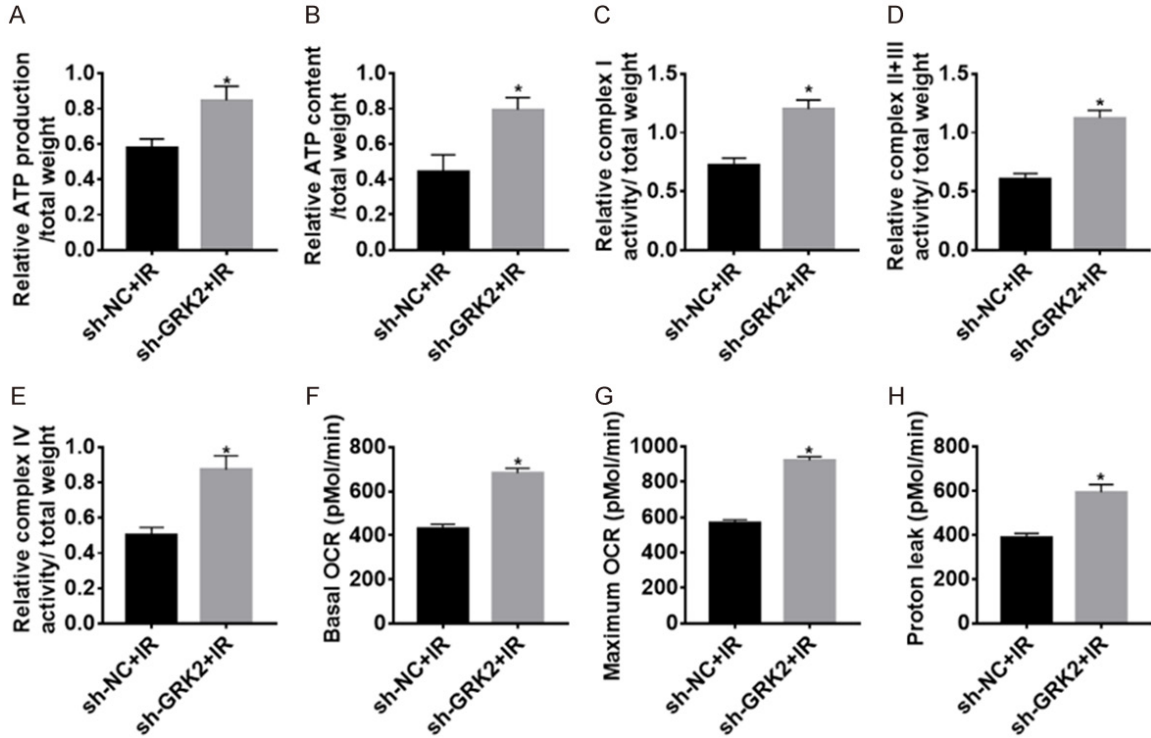 A
Relative ATP production
/total weight
1.0
0.8
0.6
0.4
0.2
0.0
*
sh-NC+IR
sh-GRK2+IR
B
Relative ATP content
/total weight
1.0
0.8
0.6
0.4
0.2
0.0
*
sh-NC+IR
sh-GRK2+IR
C
Relative complex I
activity/ total weight
1.5
1.0
0.5
0.0
*
sh-NC+IR
sh-GRK2+IR
D
Relative complex II+III
activity/ total weight
1.5
1.0
0.5
0.0
*
sh-NC+IR
sh-GRK2+IR
E
Relative complex IV
activity/ total weight
1.0
0.8
0.6
0.4
0.2
0.0
*
sh-NC+IR
sh-GRK2+IR
F
Basal OCR (pMol/min)
800
600
400
200
0
*
sh-NC+IR
sh-GRK2+IR
G
Maximum OCR (pMol/min)
1000
800
600
400
200
0
*
sh-NC+IR
sh-GRK2+IR
H
Proton leak (pMol/min)
800
600
400
200
0
*
sh-NC+IR
sh-GRK2+IR